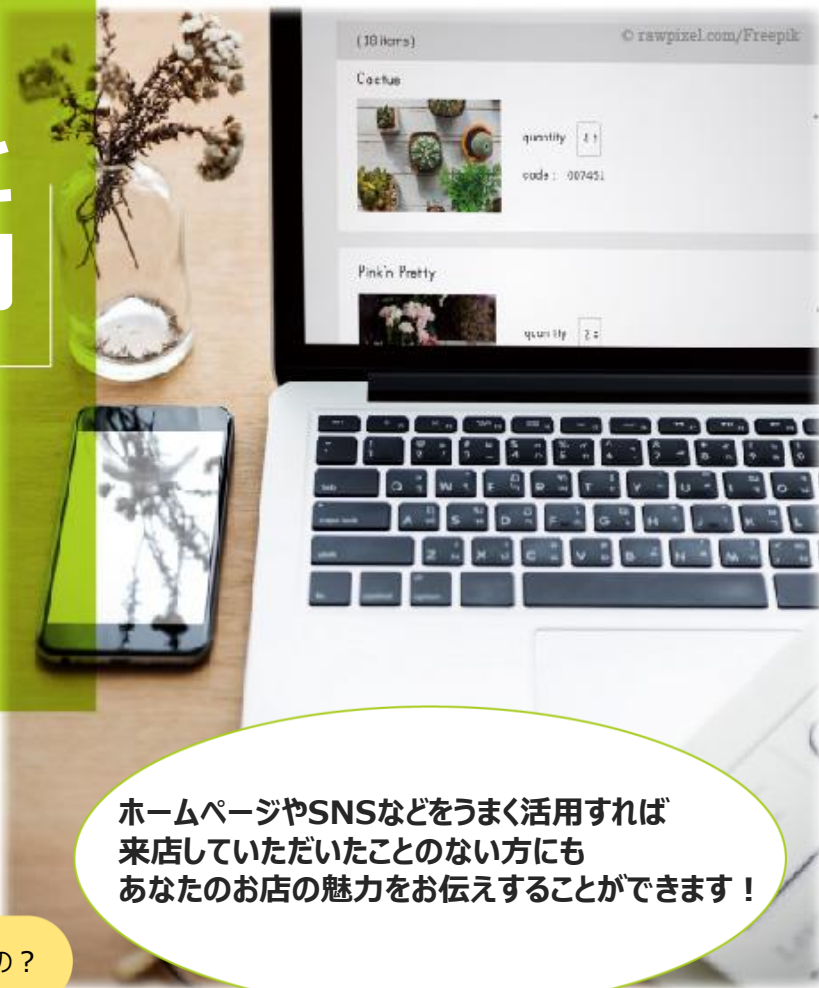 (10 items)
© rawpixel.com/Freepik
Cactus
quantity
code : 007451
Pink'n Pretty
quantity
ホームページやSNSなどをうまく活用すれば
来店していただいたことのない方にも
あなたのお店の魅力をお伝えすることができます！
の？